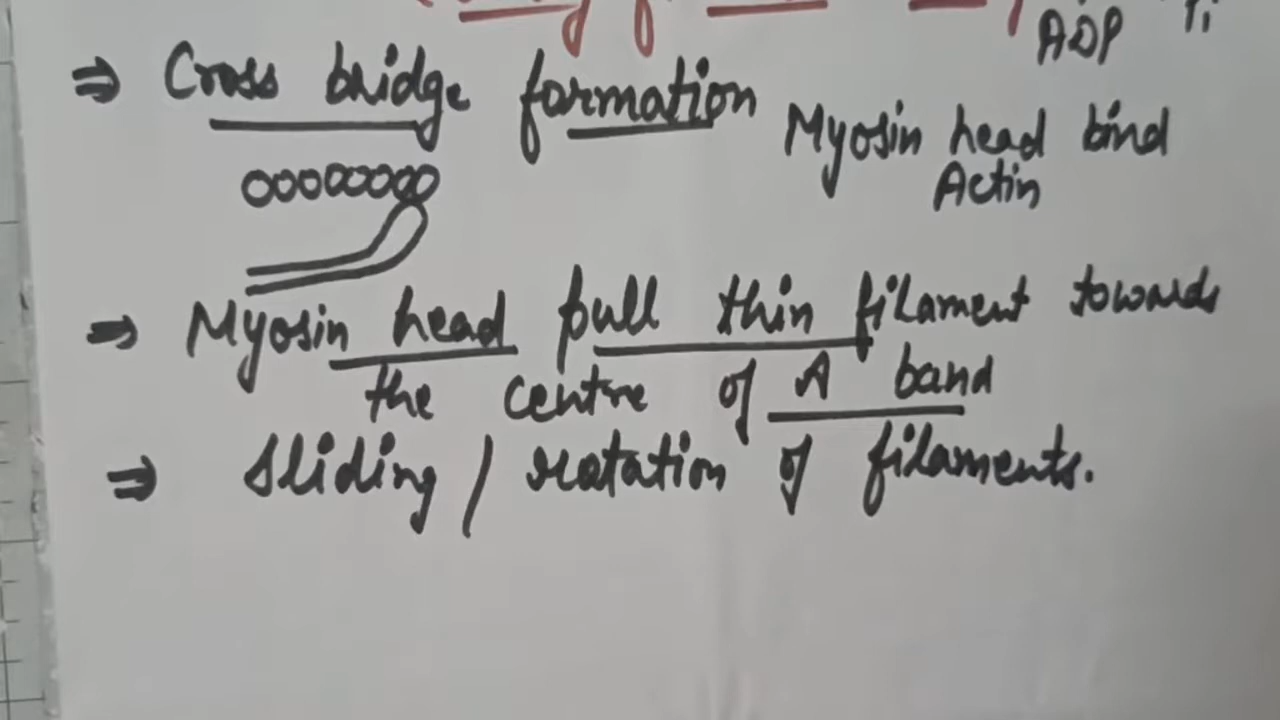 ADP Pi
⇒ Cross bridge formation
Myosin head bind
Actin
⇒ Myosin head pull thin filament towards
the centre of A band
⇒ Sliding / rotation of filaments.